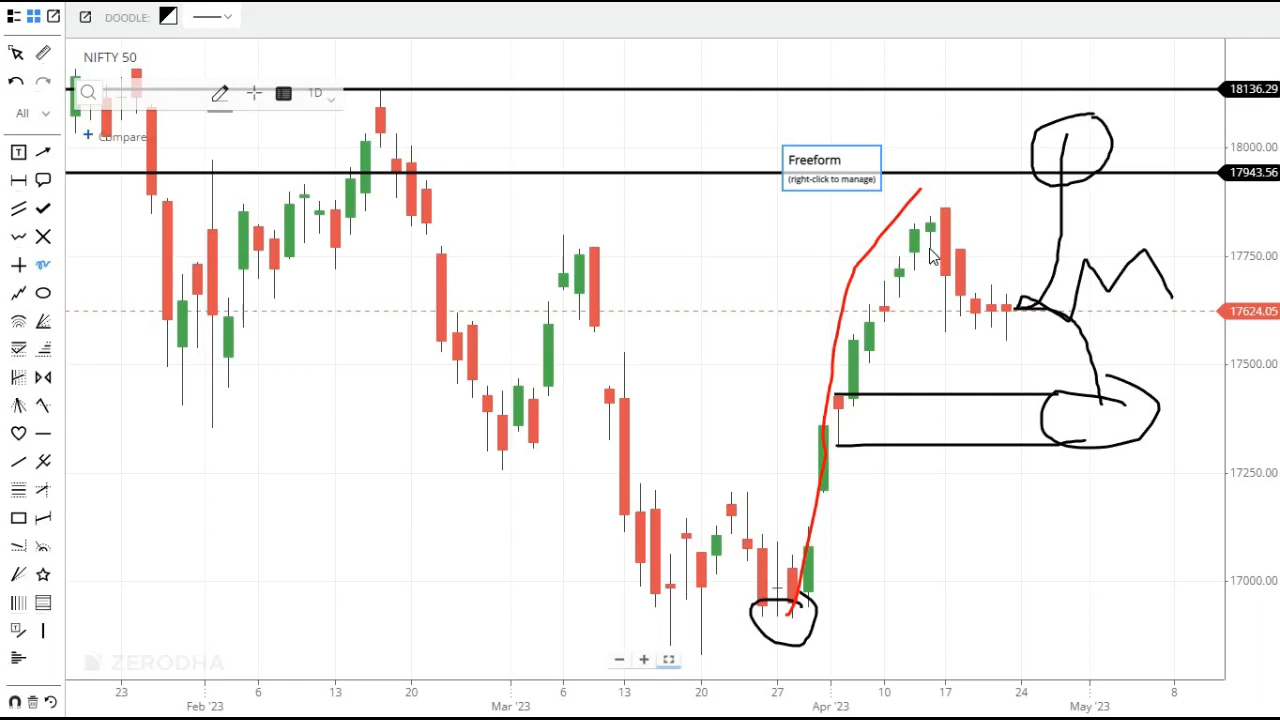 DOODLE:
NIFTY 50
1D
Compare
All
Freeform
(right-click to manage)
18136.29
18000.00
17943.56
17750.00
17624.05
17500.00
17250.00
17000.00
ZERODHA
23 6 13 20 6 13 20 27 10 17 24 8
Feb '23 Mar '23 Apr '23 May '23